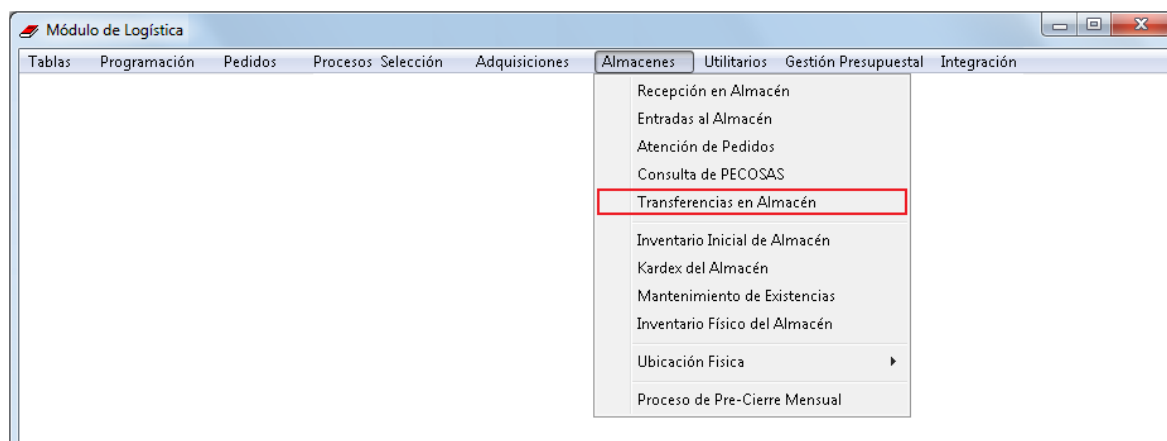 Módulo de Logística
Tablas Programación Pedidos Procesos Selección Adquisiciones Almacenes Utilitarios Gestión Presupuestal Integración
Recepción en Almacén
Entradas al Almacén
Atención de Pedidos
Consulta de PECOSAS
Transferencias en Almacén
Inventario Inicial de Almacén
Kardex del Almacén
Mantenimiento de Existencias
Inventario Físico del Almacén
Ubicación Fisica
Proceso de Pre-Cierre Mensual